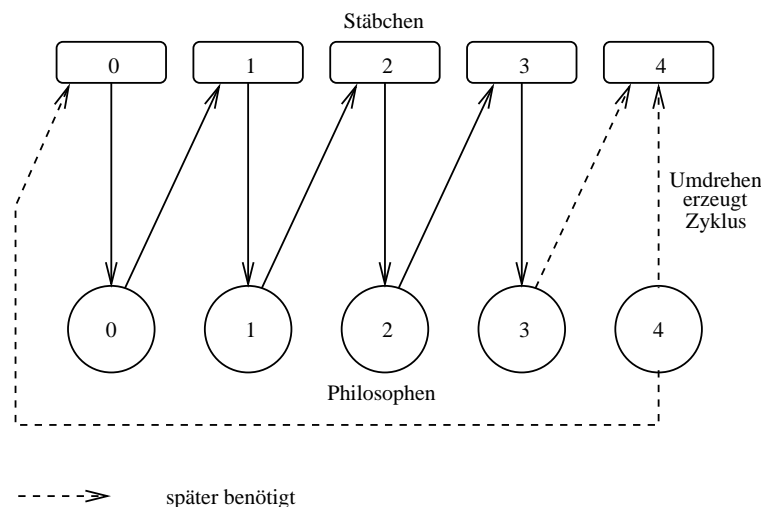 Stäbchen
0 1 2 3 4
Umdrehen
erzeugt
Zyklus
0 1 2 3 4
Philosophen
später benötigt